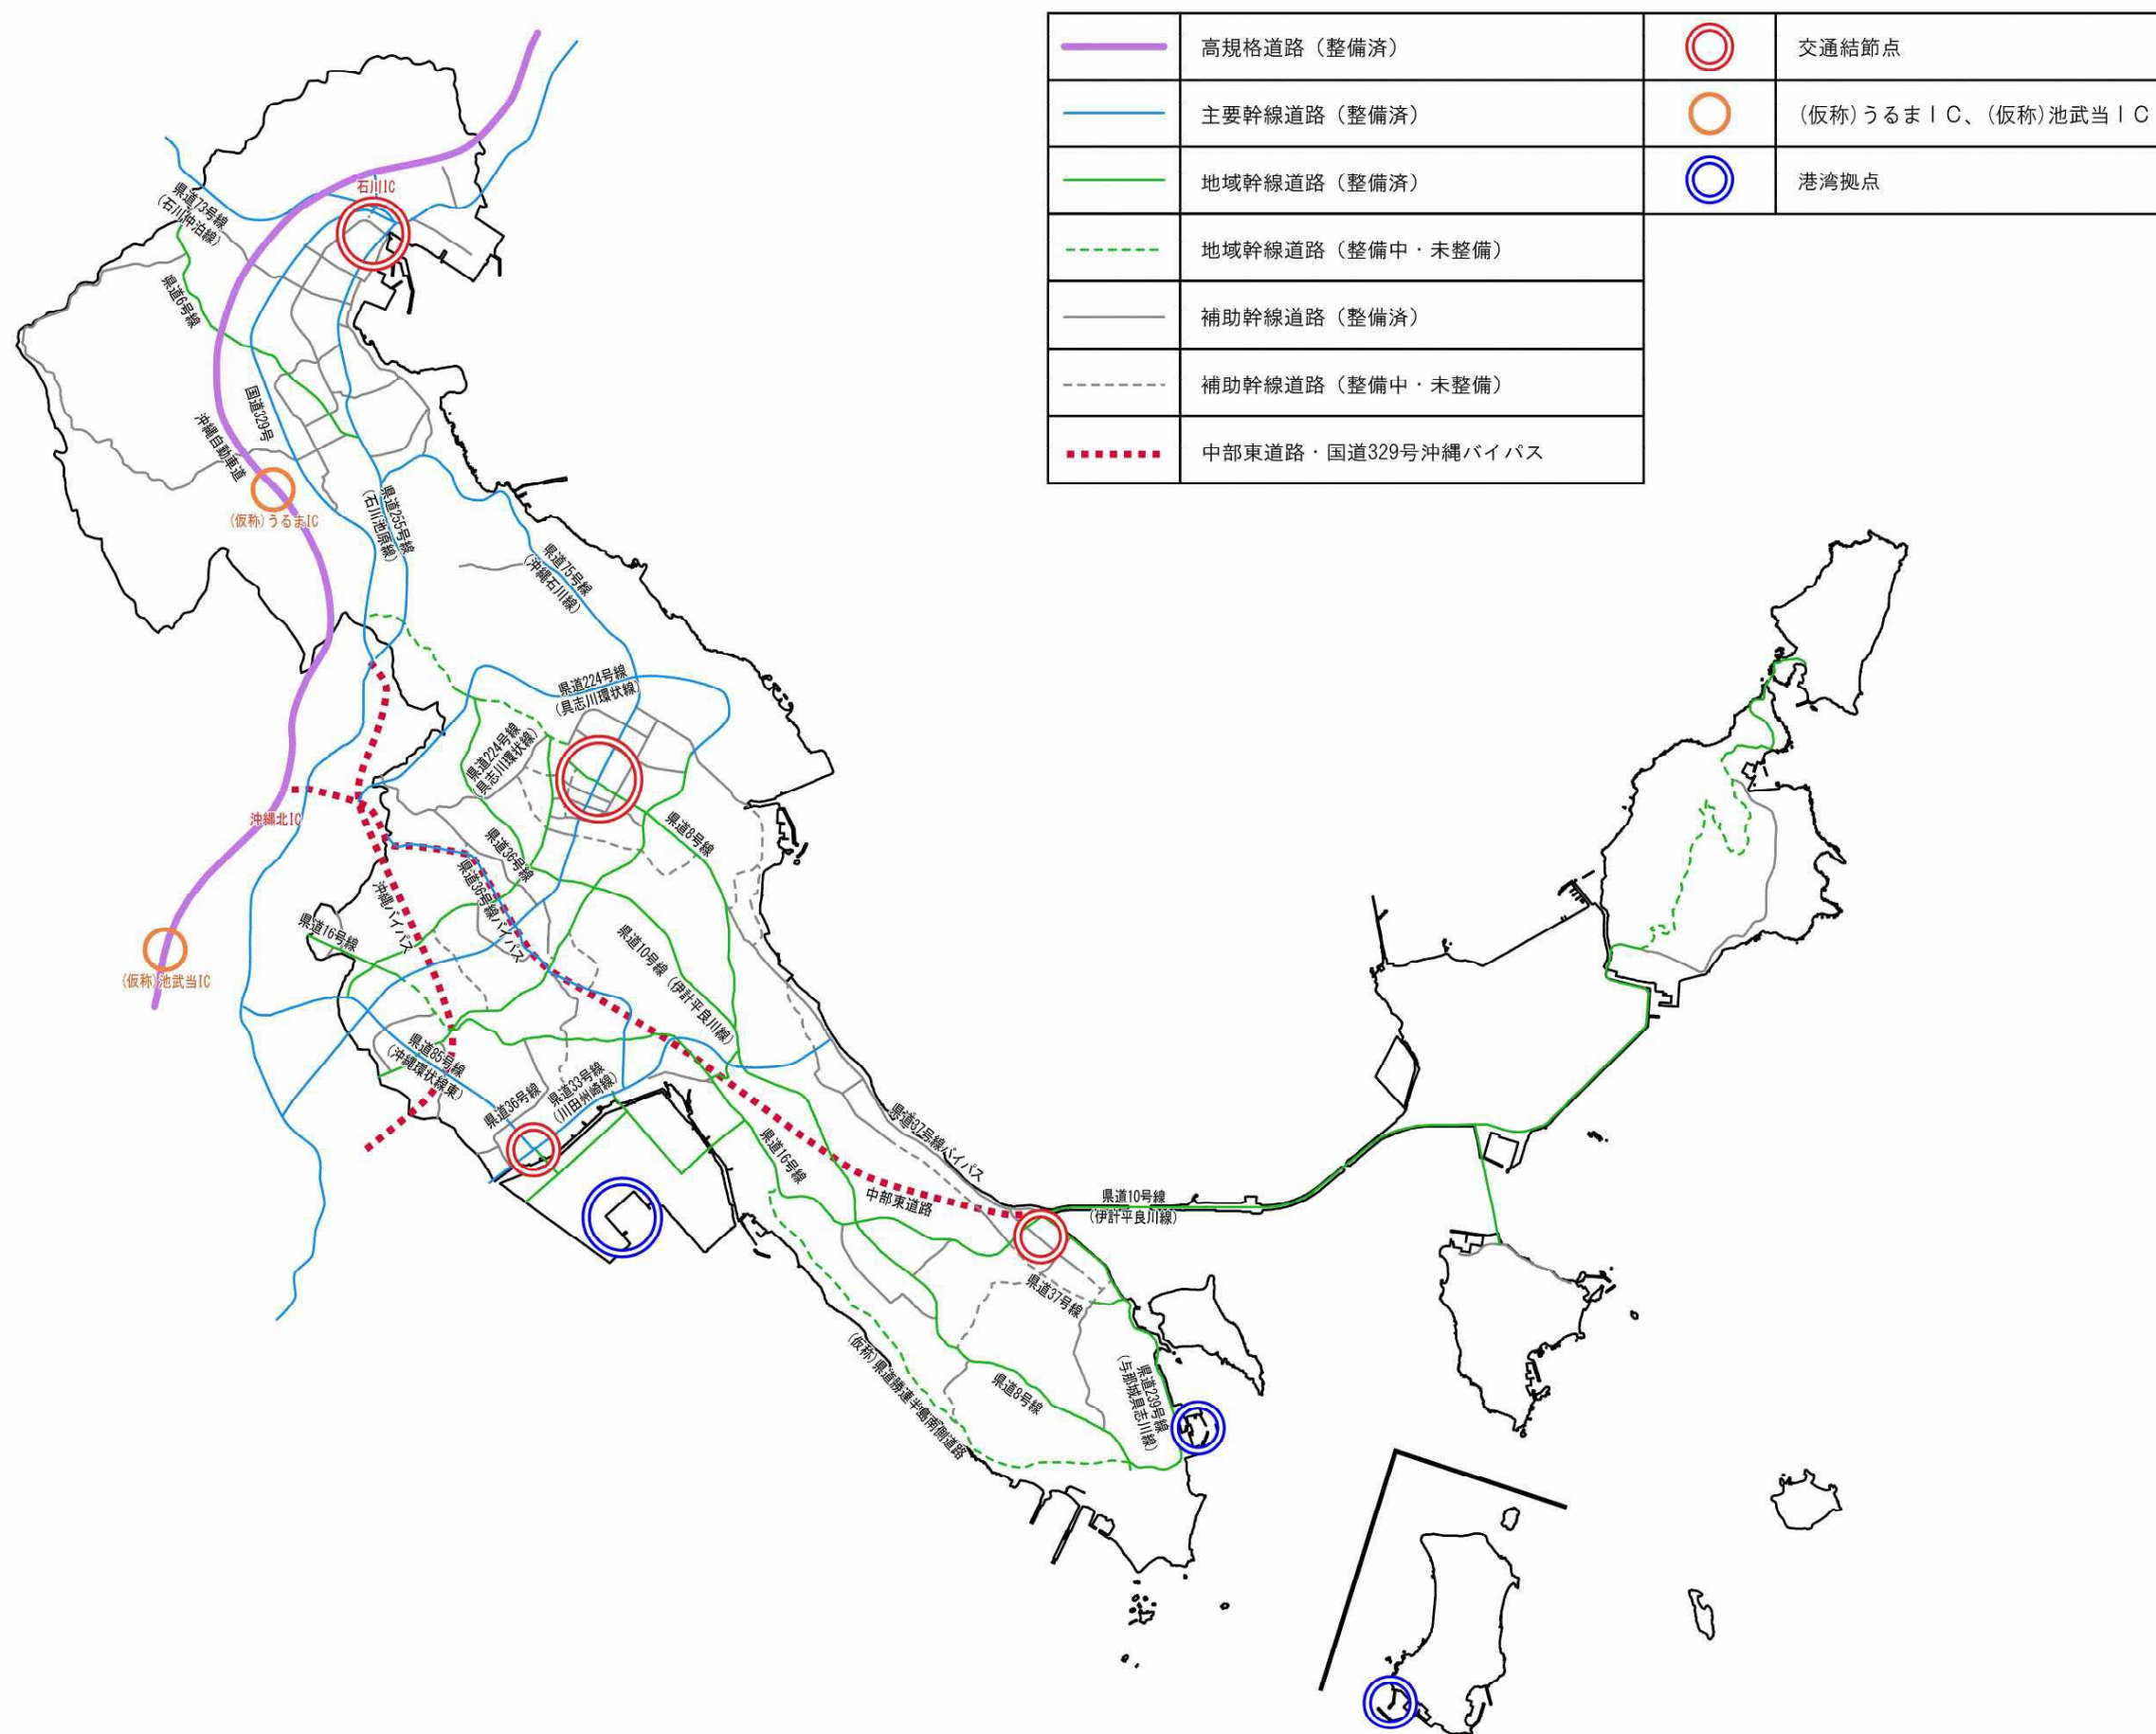 高規格道路（整備済）
交通結節点
主要幹線道路（整備済）
(仮称)うるまＩＣ、(仮称)池武当ＩＣ
地域幹線道路（整備済）
港湾拠点
地域幹線道路（整備中・未整備）
補助幹線道路（整備済）
補助幹線道路（整備中・未整備）
中部東道路・国道329号沖縄バイパス
石川IC
県道73号線
(石川仲泊線)
県道6号線
国道329号
沖縄自動車道
(仮称)うるまIC
県道255号線
(石川池原線)
県道75号線
(沖縄石川線)
県道224号線
(具志川環状線)
県道224号線
(具志川環状線)
沖縄北IC
県道36号線
県道8号線
県道36号線バイパス
沖縄バイパス
県道16号線
(仮称)池武当IC
県道10号線（伊計平良川線）
県道85号線
(沖縄環状線東)
県道36号線
県道33号線
(川田州崎線)
県道37号線バイパス
県道16号線
中部東道路
県道10号線
(伊計平良川線)
県道37号線
(仮称)県道勝連半島南側道路
県道8号線
県道239号線
(与那城具志川線)